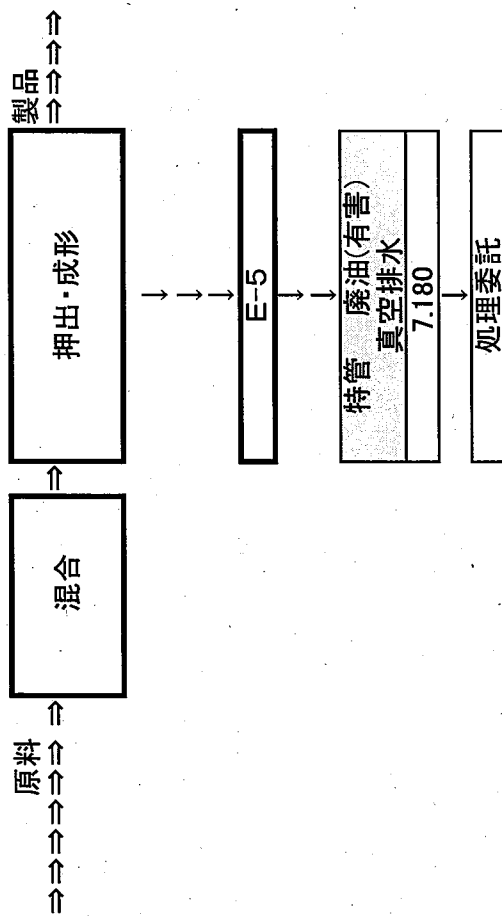 原料
⇒⇒⇒⇒⇒⇒ ⇒
混合
⇒
押出・成形
製品
⇒⇒⇒⇒
→→→
E-5
→→
特管 廃油(有害)
真空排水
7.180
→
処理委託